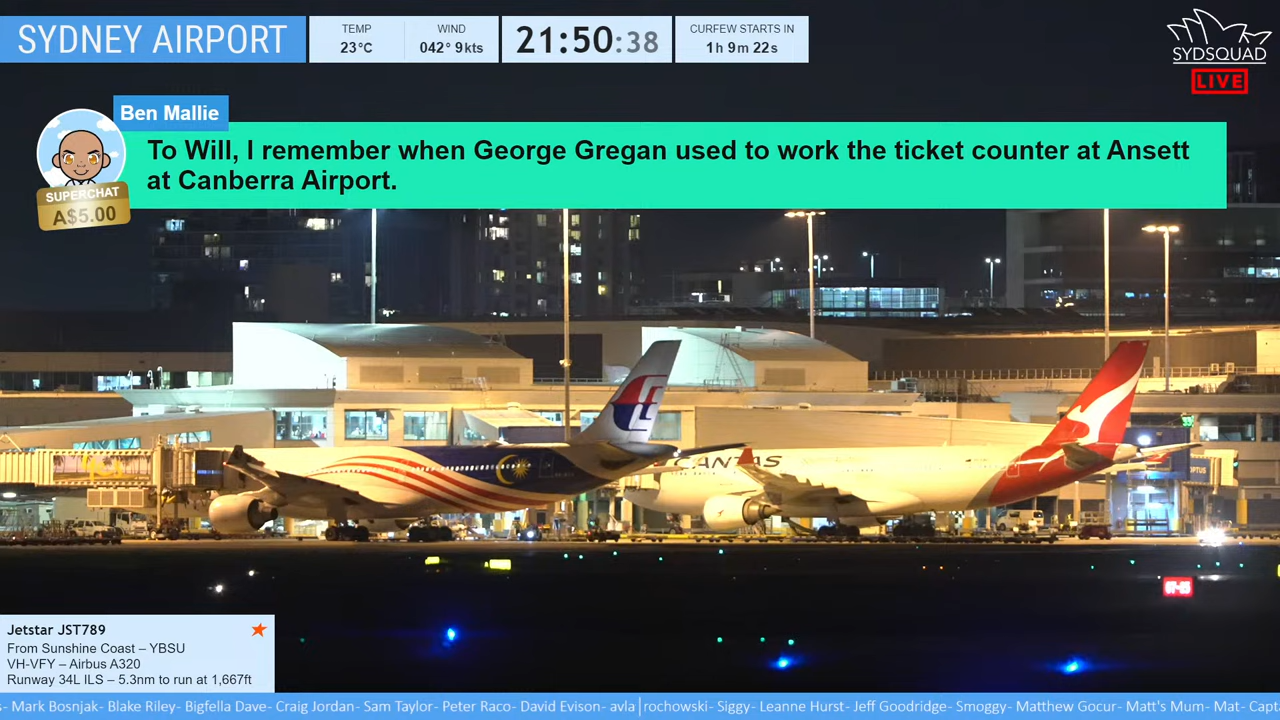 SYDNEY AIRPORT
TEMP
23°C
WIND
042° 9kts
21:50:38
CURFEW STARTS IN
1h 9m 22s
SYDSQUAD
LIVE
Ben Mallie
To Will, I remember when George Gregan used to work the ticket counter at Ansett
at Canberra Airport.
SUPERCHAT
A$5.00
QANTAS
07-25
Jetstar JST789
From Sunshine Coast – YBSU
VH-VFY – Airbus A320
Runway 34L ILS – 5.3nm to run at 1,667ft
s- Mark Bosnjak- Blake Riley- Bigfella Dave- Craig Jordan- Sam Taylor- Peter Raco- David Evison- avla rochowski- Siggy- Leanne Hurst- Jeff Goodridge- Smoggy- Matthew Gocur- Matt's Mum- Mat- Capta